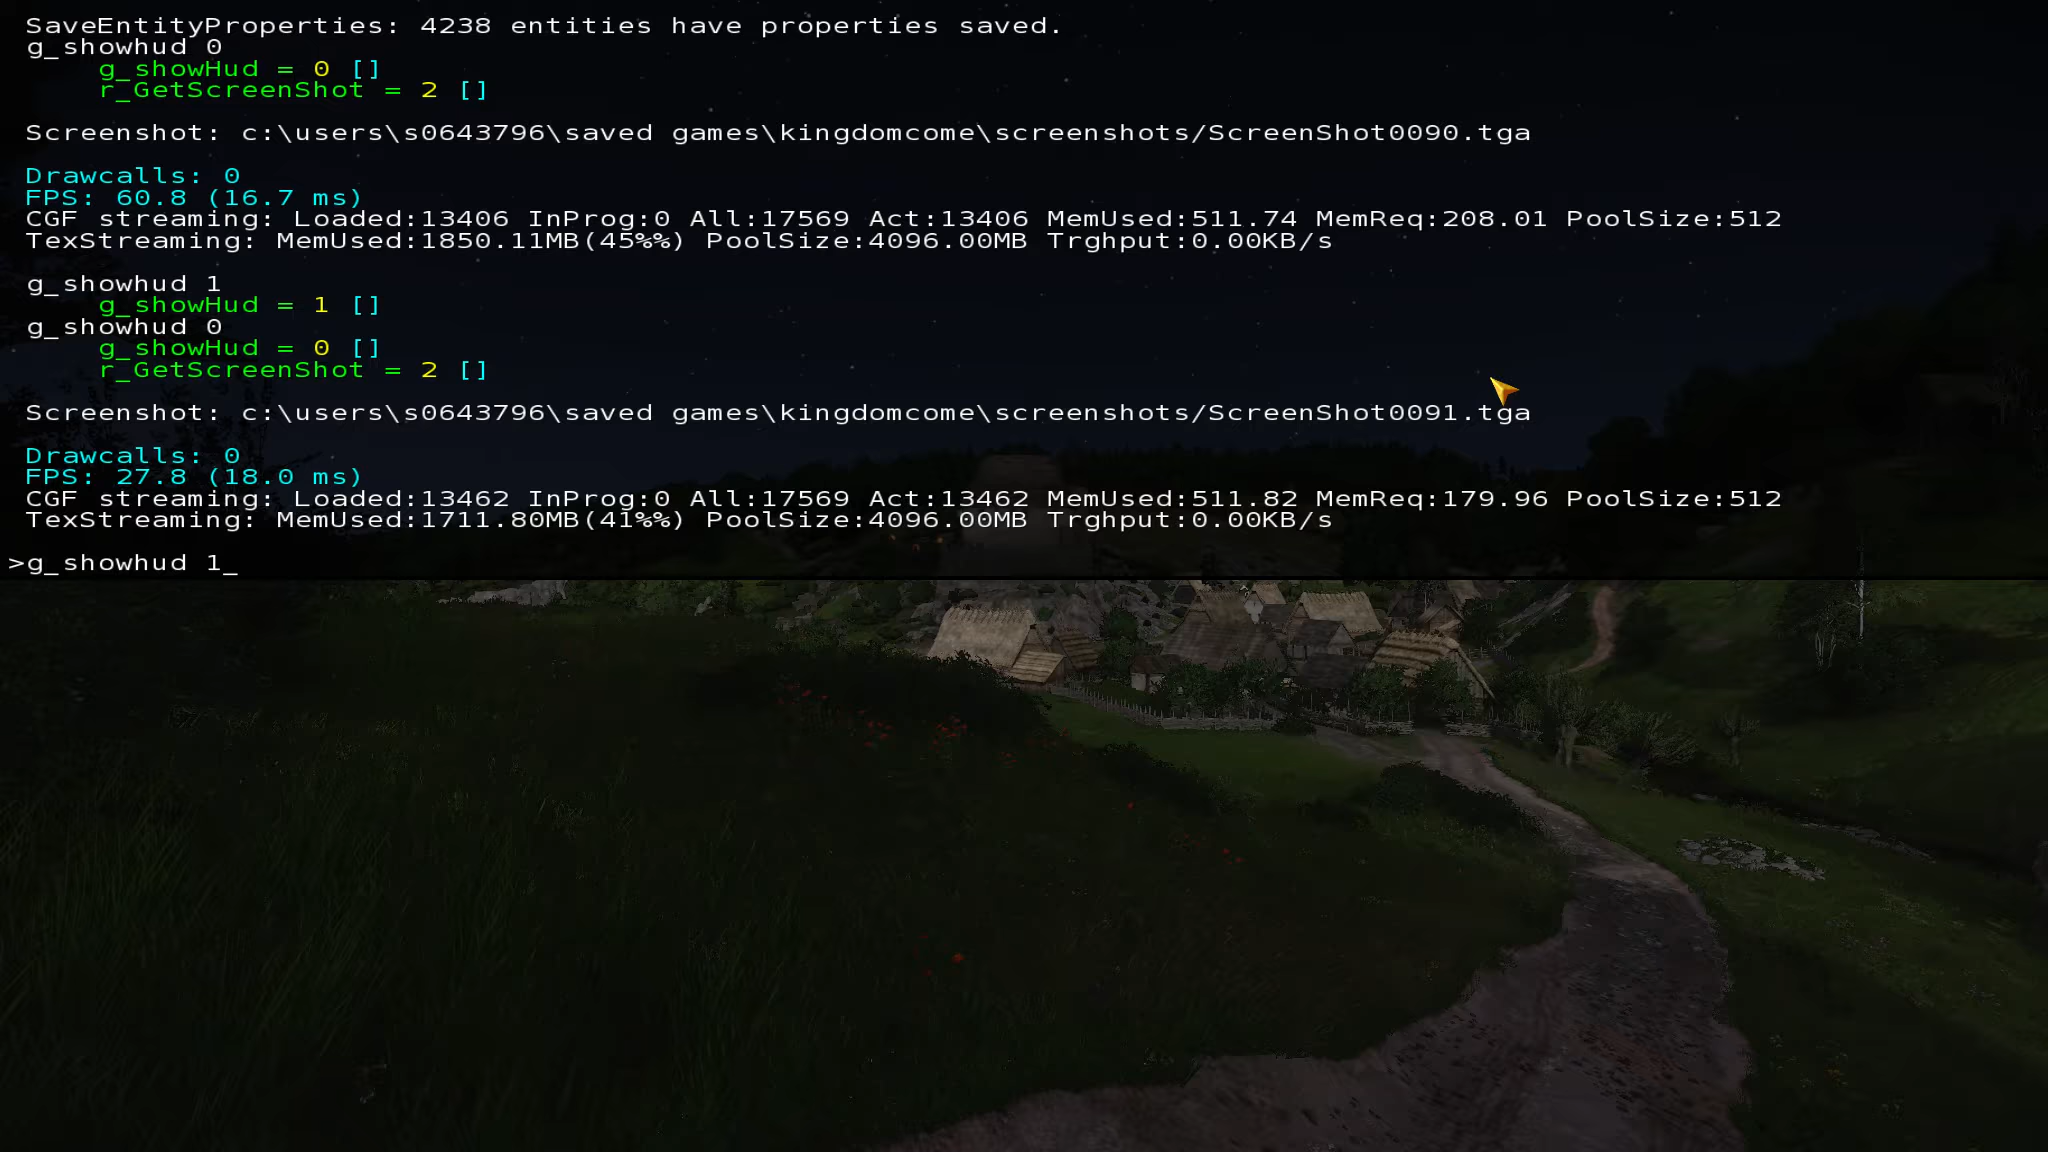 SaveEntityProperties: 4238 entities have properties saved.
g_showhud 0
g_showHud = 0 []
r_GetScreenShot = 2 []
Screenshot: c:\users\s0643796\saved games\kingdomcome\screenshots/ScreenShot0090.tga
Drawcalls: 0
FPS: 60.8 (16.7 ms)
CGF streaming: Loaded:13406 InProg:0 All:17569 Act:13406 MemUsed:511.74 MemReq:208.01 PoolSize:512
TexStreaming: MemUsed:1850.11MB(45%%) PoolSize:4096.00MB Trghput:0.00KB/s
g_showhud 1
g_showHud = 1 []
g_showhud 0
g_showHud = 0 []
r_GetScreenShot = 2 []
Screenshot: c:\users\s0643796\saved games\kingdomcome\screenshots/ScreenShot0091.tga
Drawcalls: 0
FPS: 27.8 (18.0 ms)
CGF streaming: Loaded:13462 InProg:0 All:17569 Act:13462 MemUsed:511.82 MemReq:179.96 PoolSize:512
TexStreaming: MemUsed:1711.80MB(41%%) PoolSize:4096.00MB Trghput:0.00KB/s
>g_showhud 1_